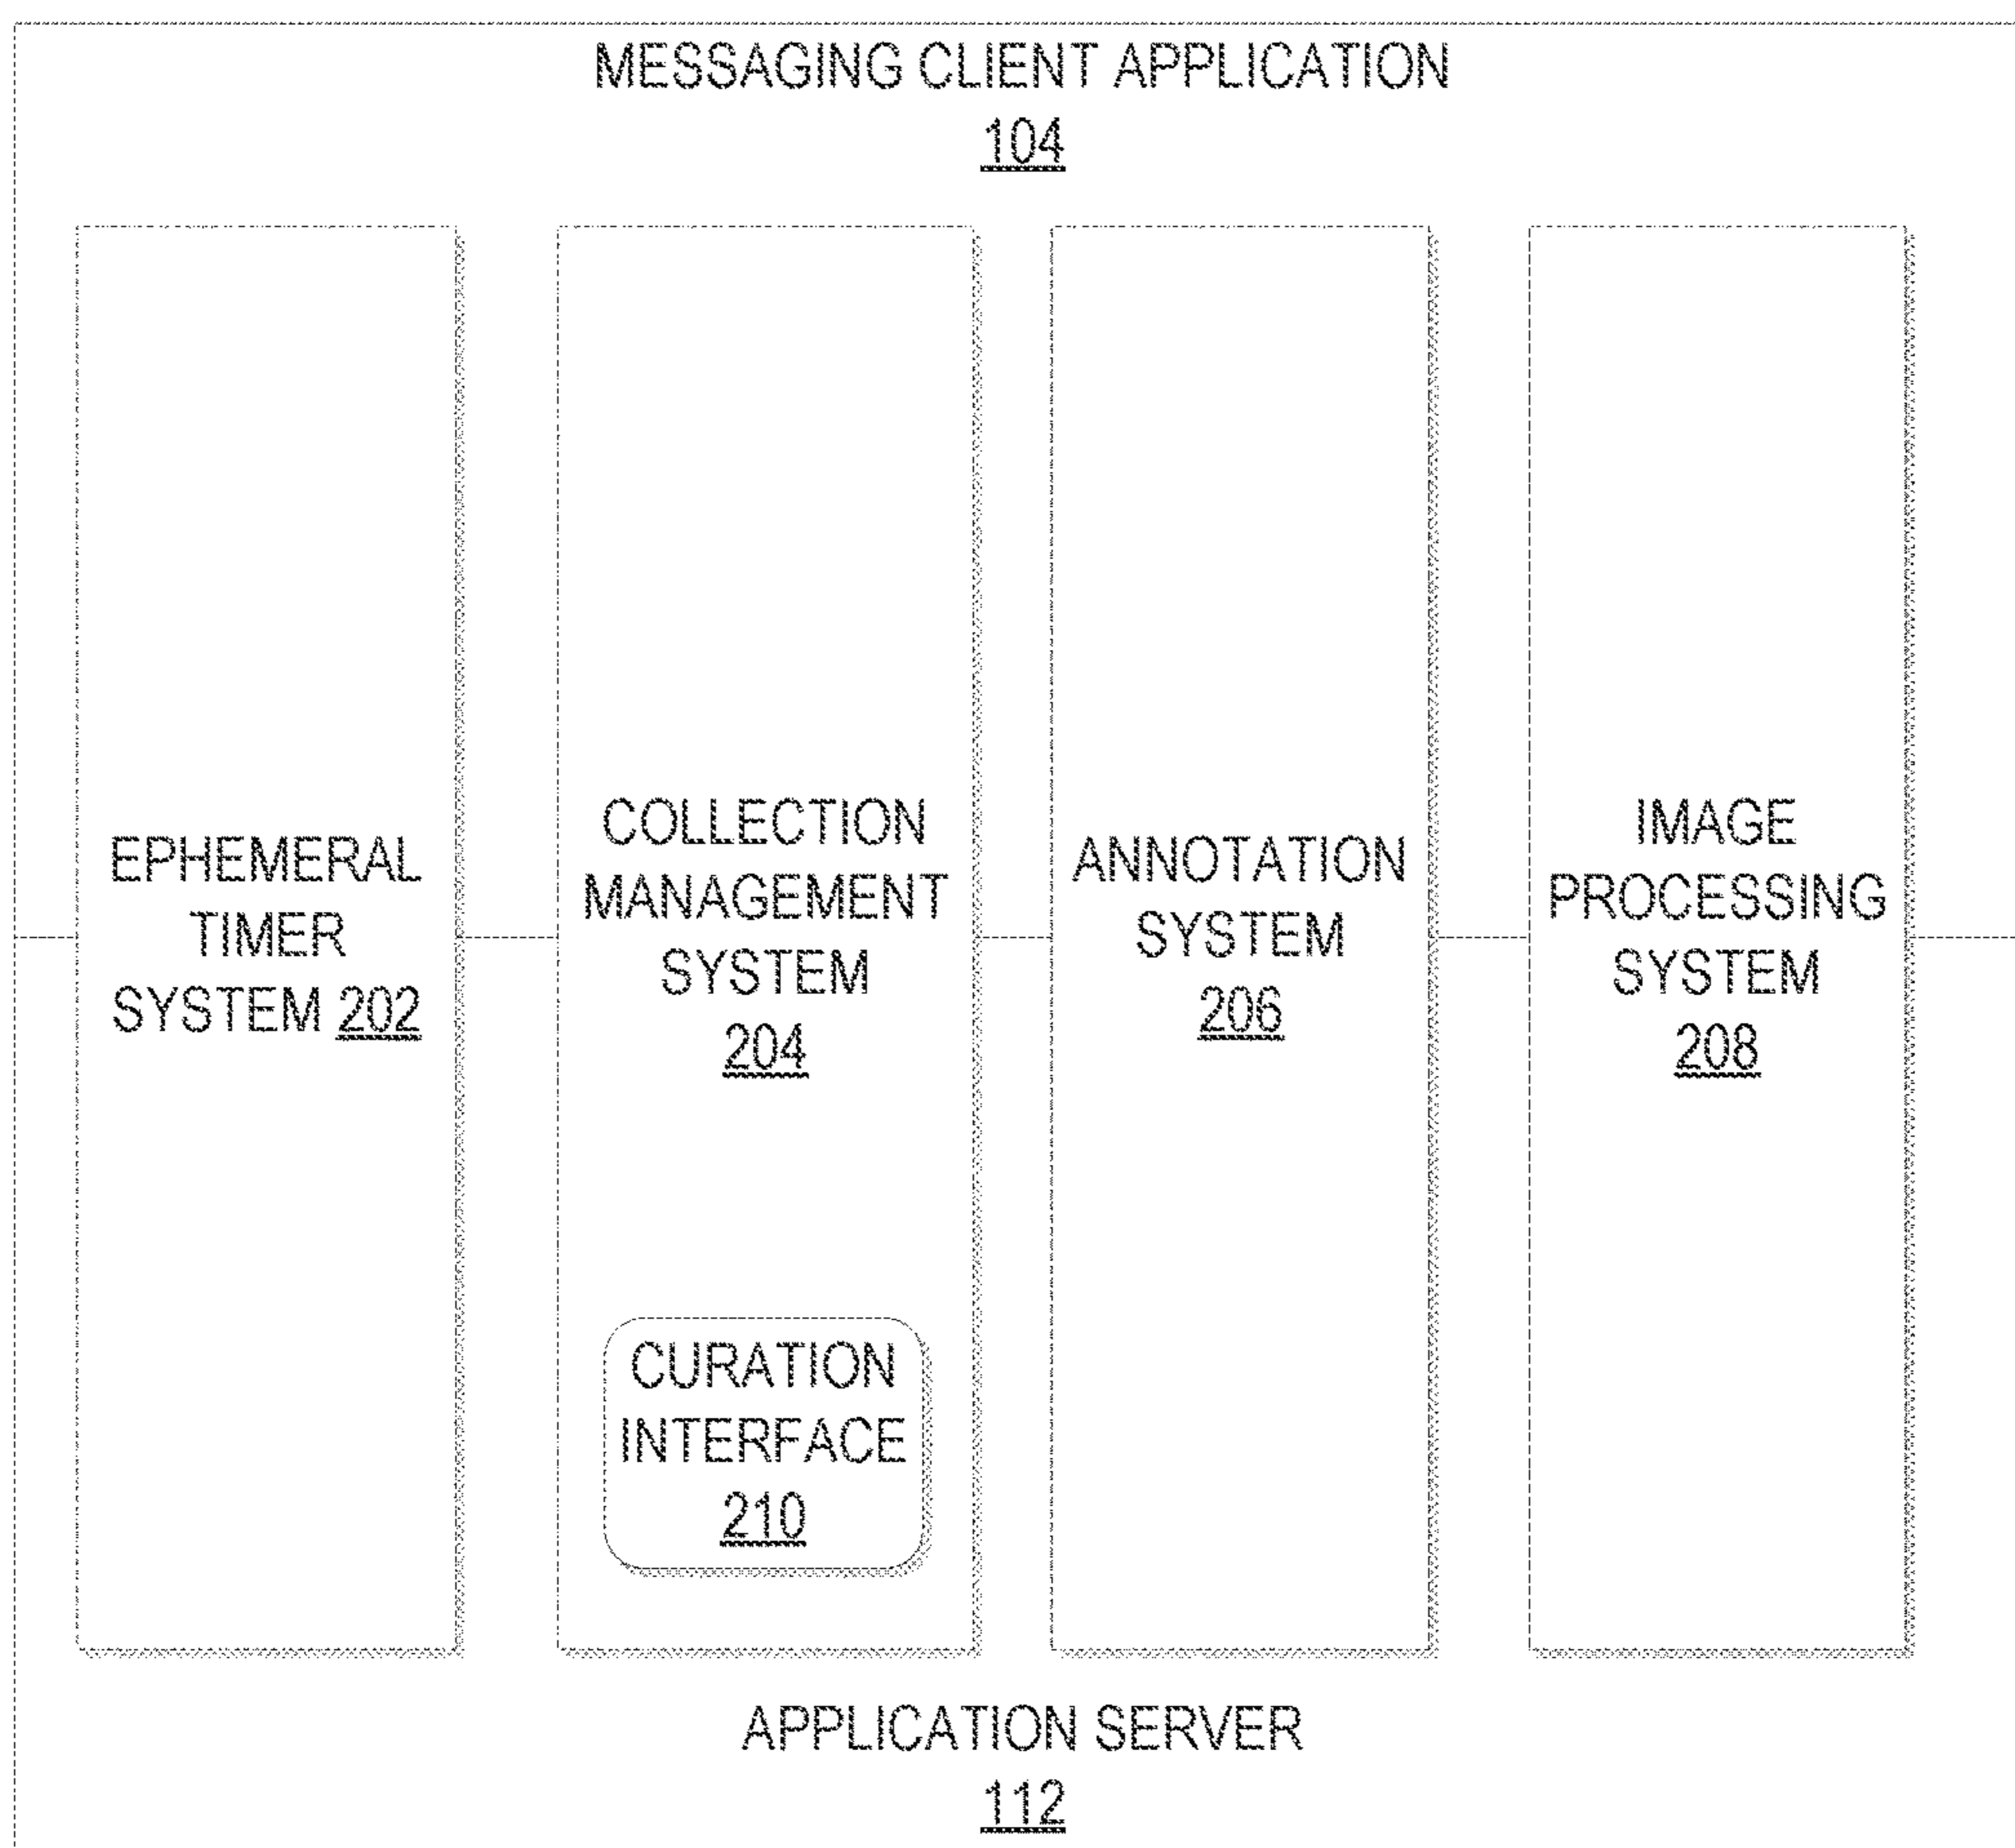 MESSAGING CLIENT APPLICATION
104
EPHEMERAL
TIMER
SYSTEM 202
COLLECTION
MANAGEMENT
SYSTEM
204
CURATION
INTERFACE
210
ANNOTATION
SYSTEM
206
IMAGE
PROCESSING
SYSTEM
208
APPLICATION SERVER
112